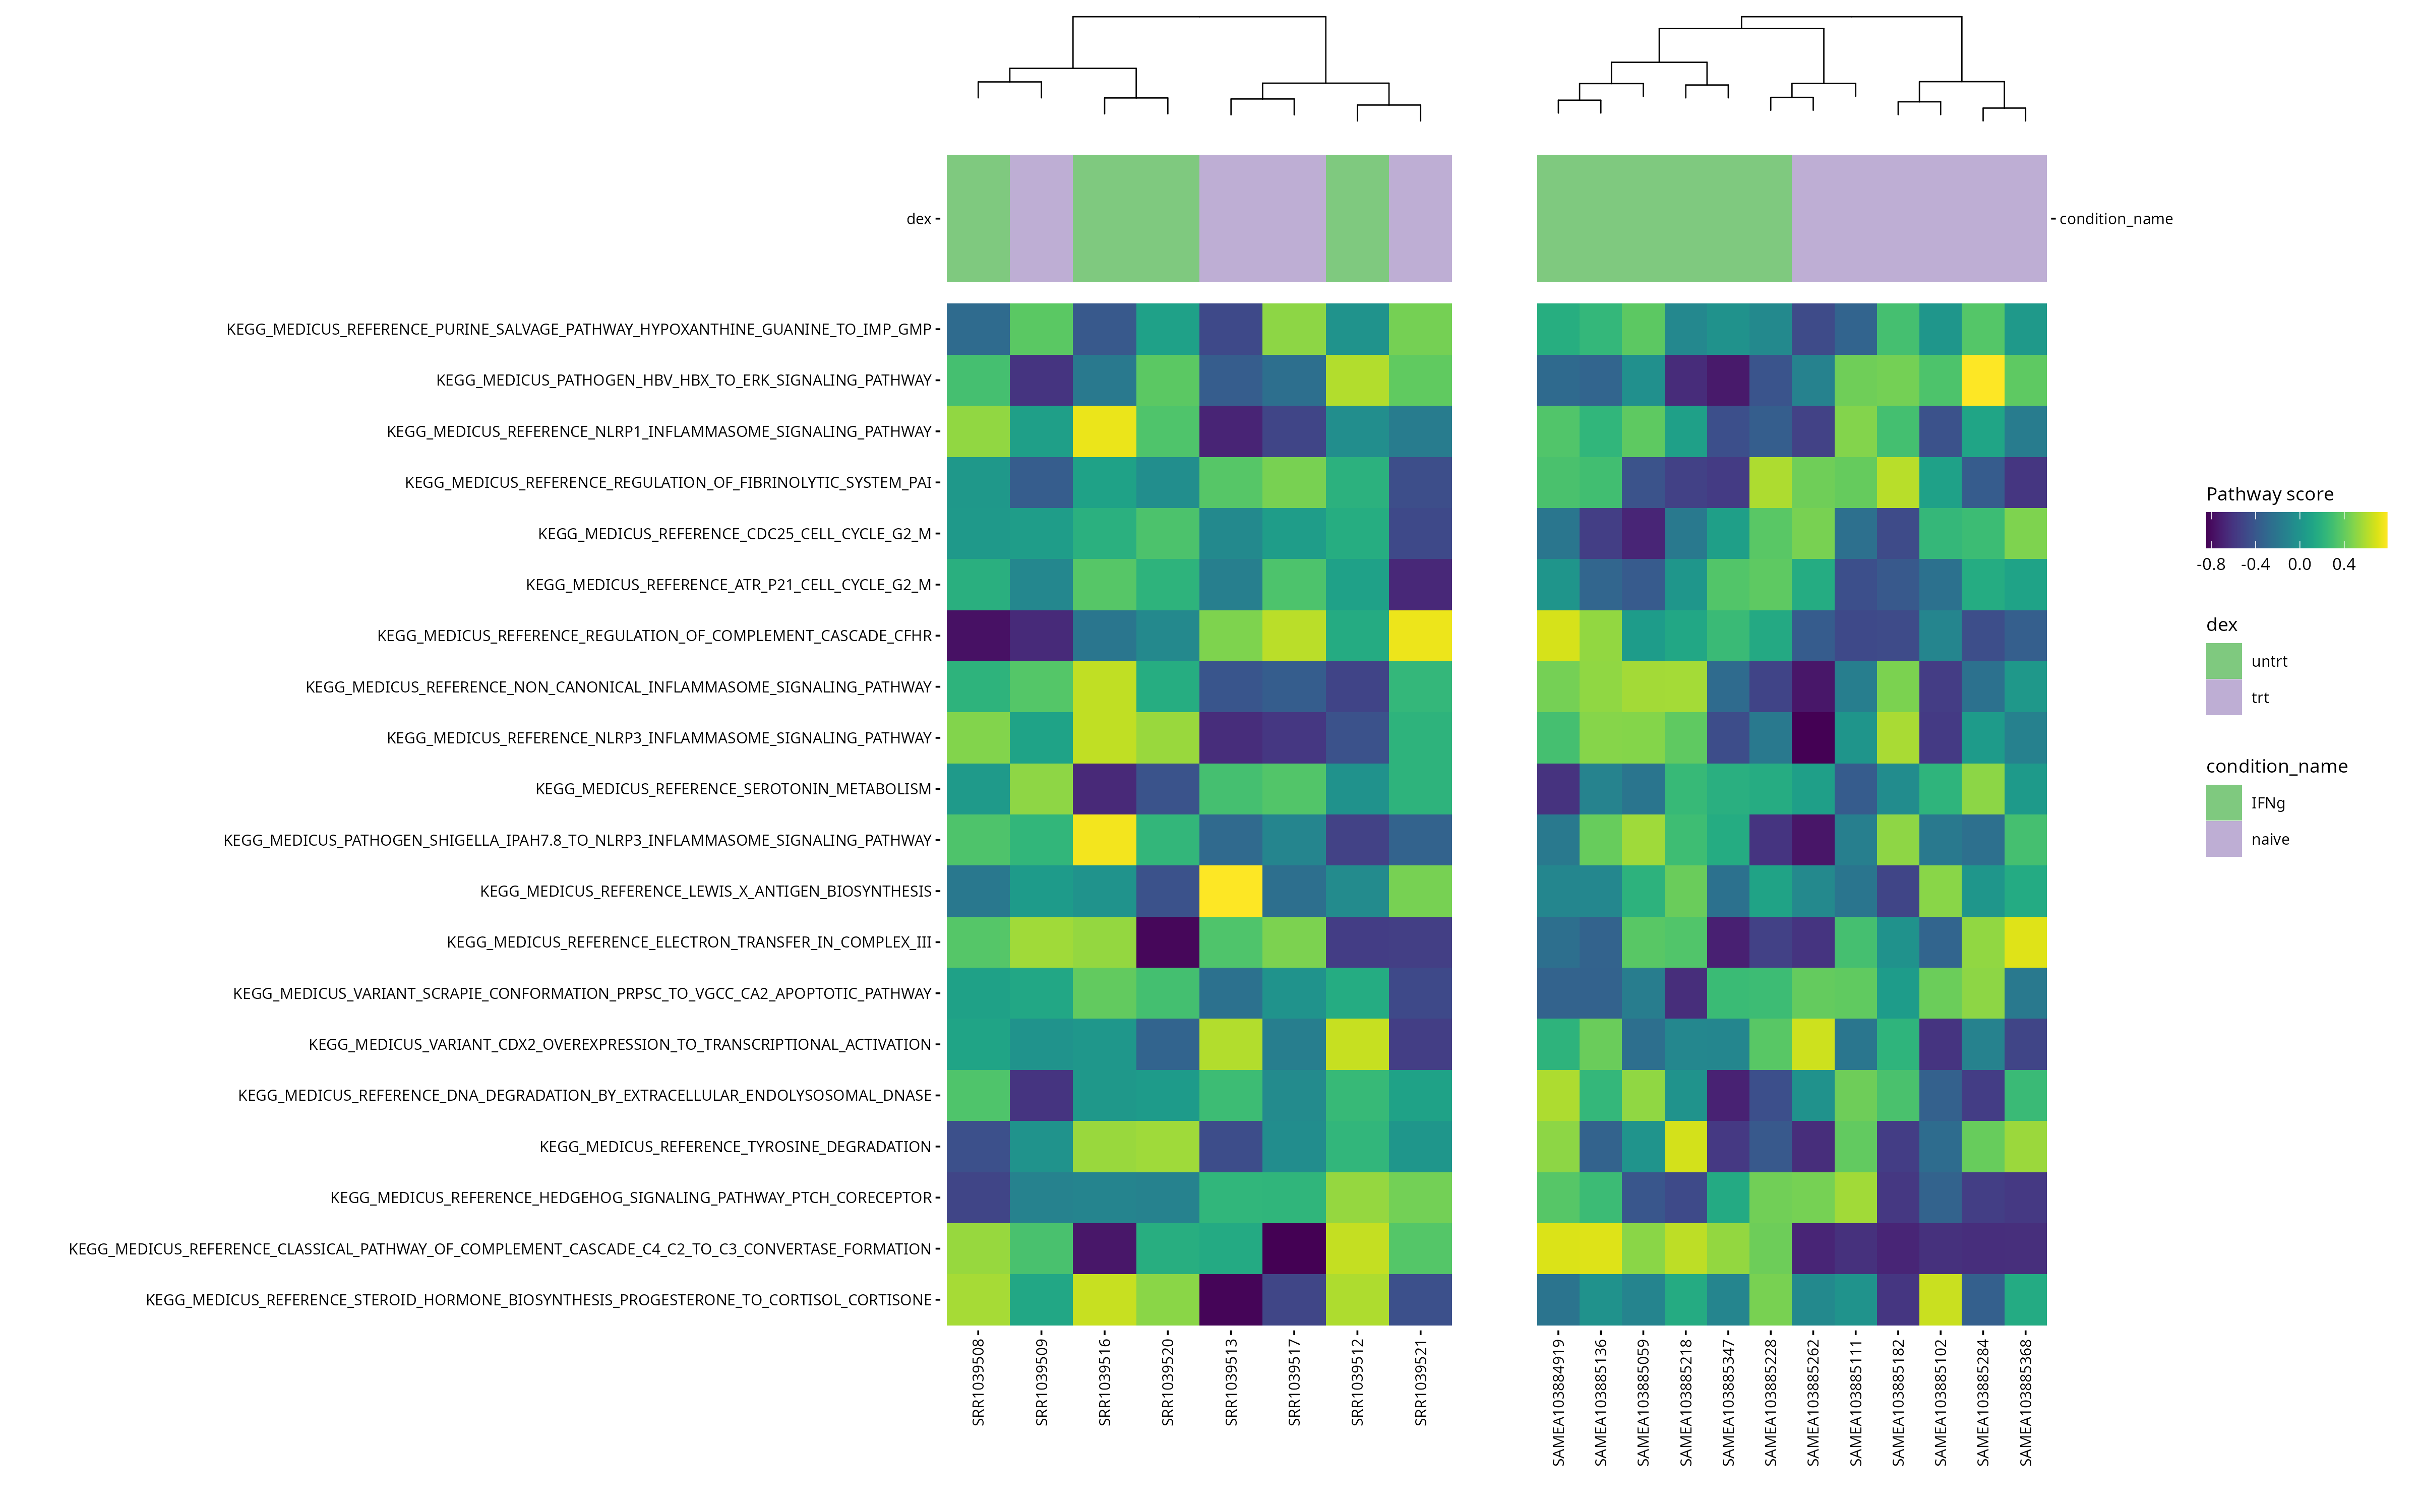 dex
condition_name
KEGG_MEDICUS_REFERENCE_PURINE_SALVAGE_PATHWAY_HYPOXANTHINE_GUANINE_TO_IMP_GMP
KEGG_MEDICUS_PATHOGEN_HBV_HBX_TO_ERK_SIGNALING_PATHWAY
KEGG_MEDICUS_REFERENCE_NLRP1_INFLAMMASOME_SIGNALING_PATHWAY
KEGG_MEDICUS_REFERENCE_REGULATION_OF_FIBRINOLYTIC_SYSTEM_PAI
KEGG_MEDICUS_REFERENCE_CDC25_CELL_CYCLE_G2_M
KEGG_MEDICUS_REFERENCE_ATR_P21_CELL_CYCLE_G2_M
KEGG_MEDICUS_REFERENCE_REGULATION_OF_COMPLEMENT_CASCADE_CFHR
KEGG_MEDICUS_REFERENCE_NON_CANONICAL_INFLAMMASOME_SIGNALING_PATHWAY
KEGG_MEDICUS_REFERENCE_NLRP3_INFLAMMASOME_SIGNALING_PATHWAY
KEGG_MEDICUS_REFERENCE_SEROTONIN_METABOLISM
KEGG_MEDICUS_PATHOGEN_SHIGELLA_IPAH7.8_TO_NLRP3_INFLAMMASOME_SIGNALING_PATHWAY
KEGG_MEDICUS_REFERENCE_LEWIS_X_ANTIGEN_BIOSYNTHESIS
KEGG_MEDICUS_REFERENCE_ELECTRON_TRANSFER_IN_COMPLEX_III
KEGG_MEDICUS_VARIANT_SCRAPIE_CONFORMATION_PRPSC_TO_VGCC_CA2_APOPTOTIC_PATHWAY
KEGG_MEDICUS_VARIANT_CDX2_OVEREXPRESSION_TO_TRANSCRIPTIONAL_ACTIVATION
KEGG_MEDICUS_REFERENCE_DNA_DEGRADATION_BY_EXTRACELLULAR_ENDOLYSOSOMAL_DNASE
KEGG_MEDICUS_REFERENCE_TYROSINE_DEGRADATION
KEGG_MEDICUS_REFERENCE_HEDGEHOG_SIGNALING_PATHWAY_PTCH_CORECEPTOR
KEGG_MEDICUS_REFERENCE_CLASSICAL_PATHWAY_OF_COMPLEMENT_CASCADE_C4_C2_TO_C3_CONVERTASE_FORMATION
KEGG_MEDICUS_REFERENCE_STEROID_HORMONE_BIOSYNTHESIS_PROGESTERONE_TO_CORTISOL_CORTISONE
SRR1039508
SRR1039509
SRR1039516
SRR1039520
SRR1039513
SRR1039517
SRR1039512
SRR1039521
SAMEA103884919
SAMEA103885136
SAMEA103885059
SAMEA103885218
SAMEA103885347
SAMEA103885228
SAMEA103885262
SAMEA103885111
SAMEA103885182
SAMEA103885102
SAMEA103885284
SAMEA103885368
Pathway score
-0.8 -0.4 0.0 0.4
dex
untrt
trt
condition_name
IFNg
naive